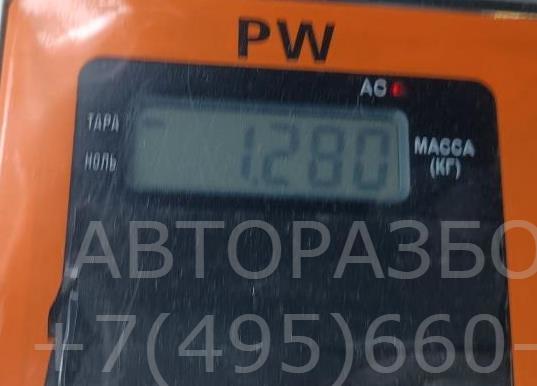 PW
AC
ТАРА
НОЛЬ
1.280
МАССА
(КГ)
АВТОРАЗБО
+7(495)660-